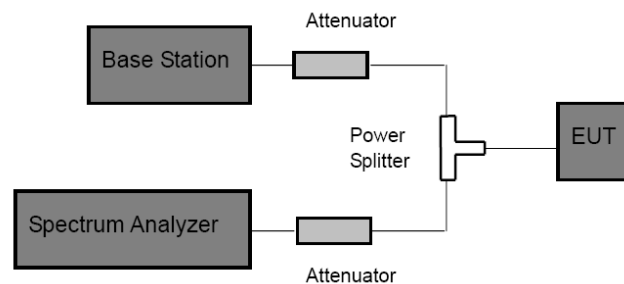 Attenuator
Base Station
Power
Splitter
EUT
Spectrum Analyzer
Attenuator